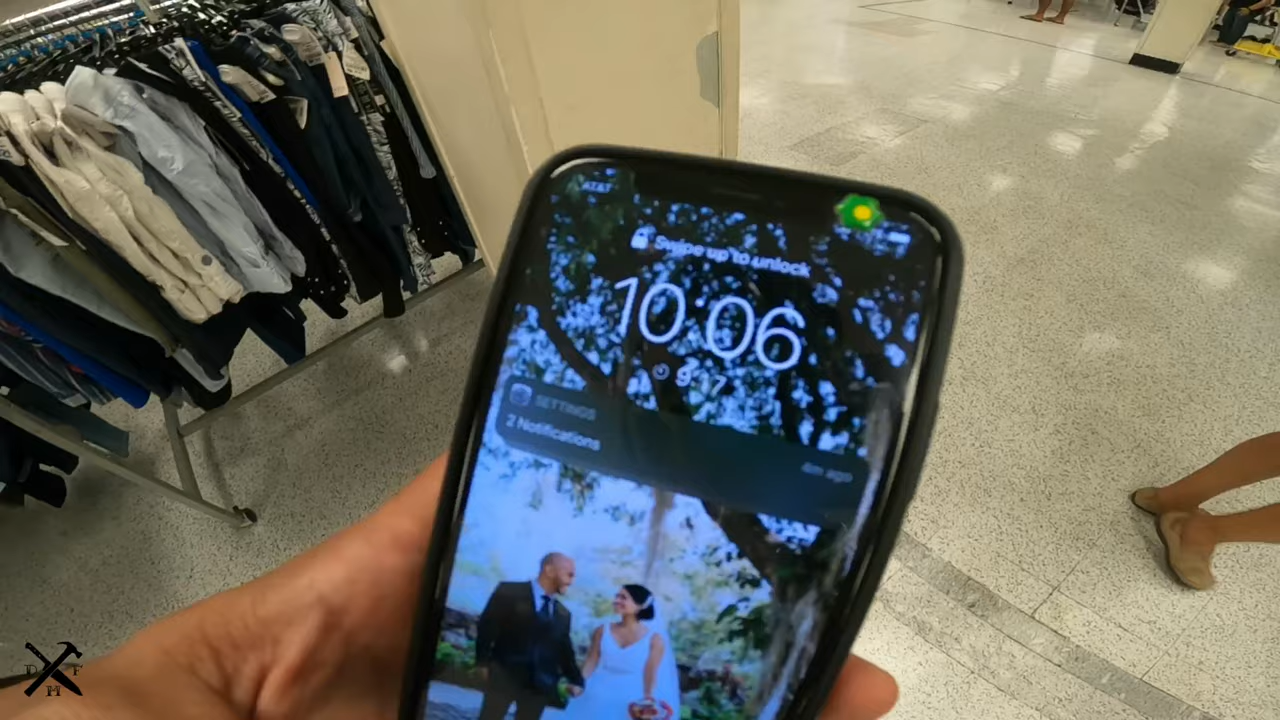 AT&T
Swipe up to unlock
10:06
SETTINGS
2 Notifications
4m ago
D F
H